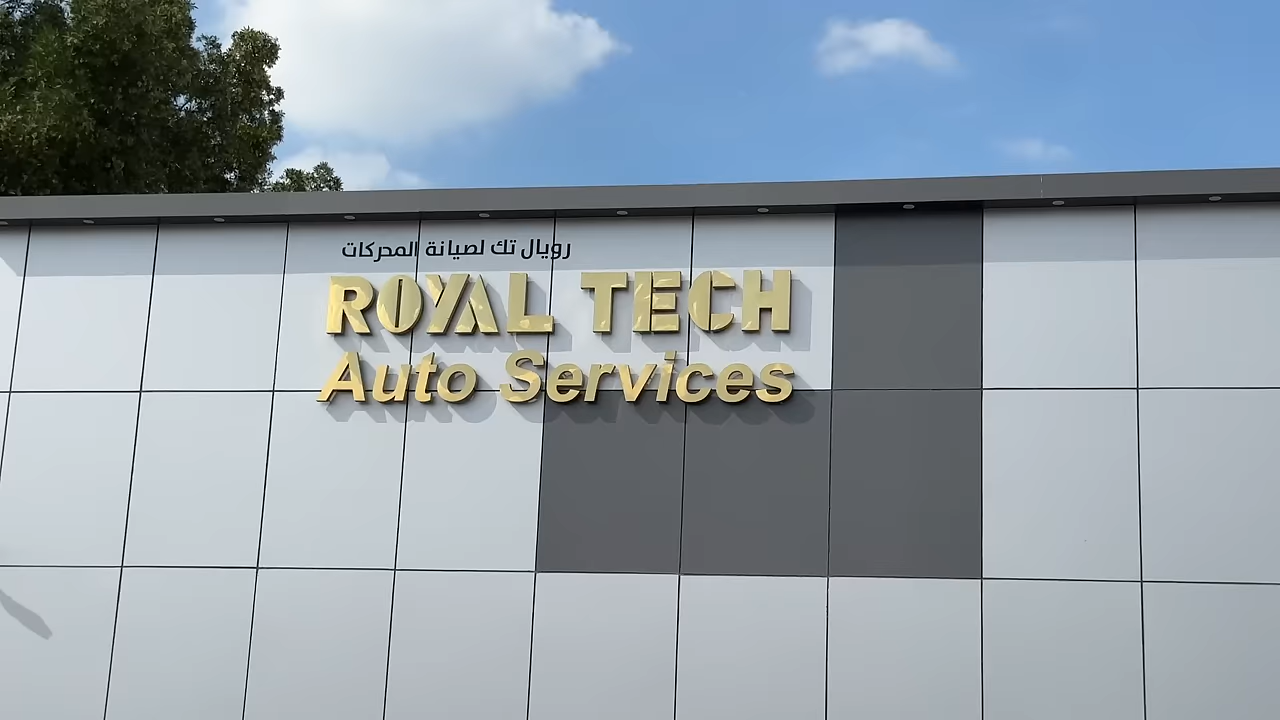 رويال تك لصيانة المحركات
ROYAL TECH
Auto Services